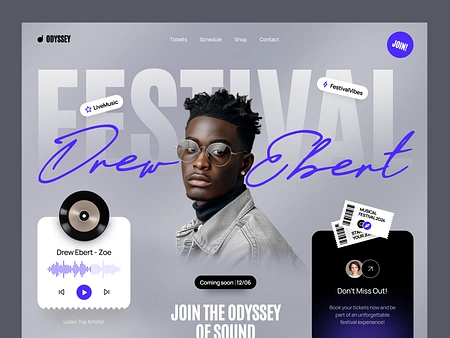 ODYSSEY
Tickets Schedule Shop Contact
JOIN!
FESTIVAL
LiveMusic
FestivalVibes
Drew Ebert
MUSICAL
FESTIVAL 2024
Drew Ebert - Zoe
Don't Miss Out!
Coming soon | 12/06
Book your tickets now and be
part of an unforgettable
festival experience!
JOIN THE ODYSSEY
OF SOUND
Listen Top Artists!